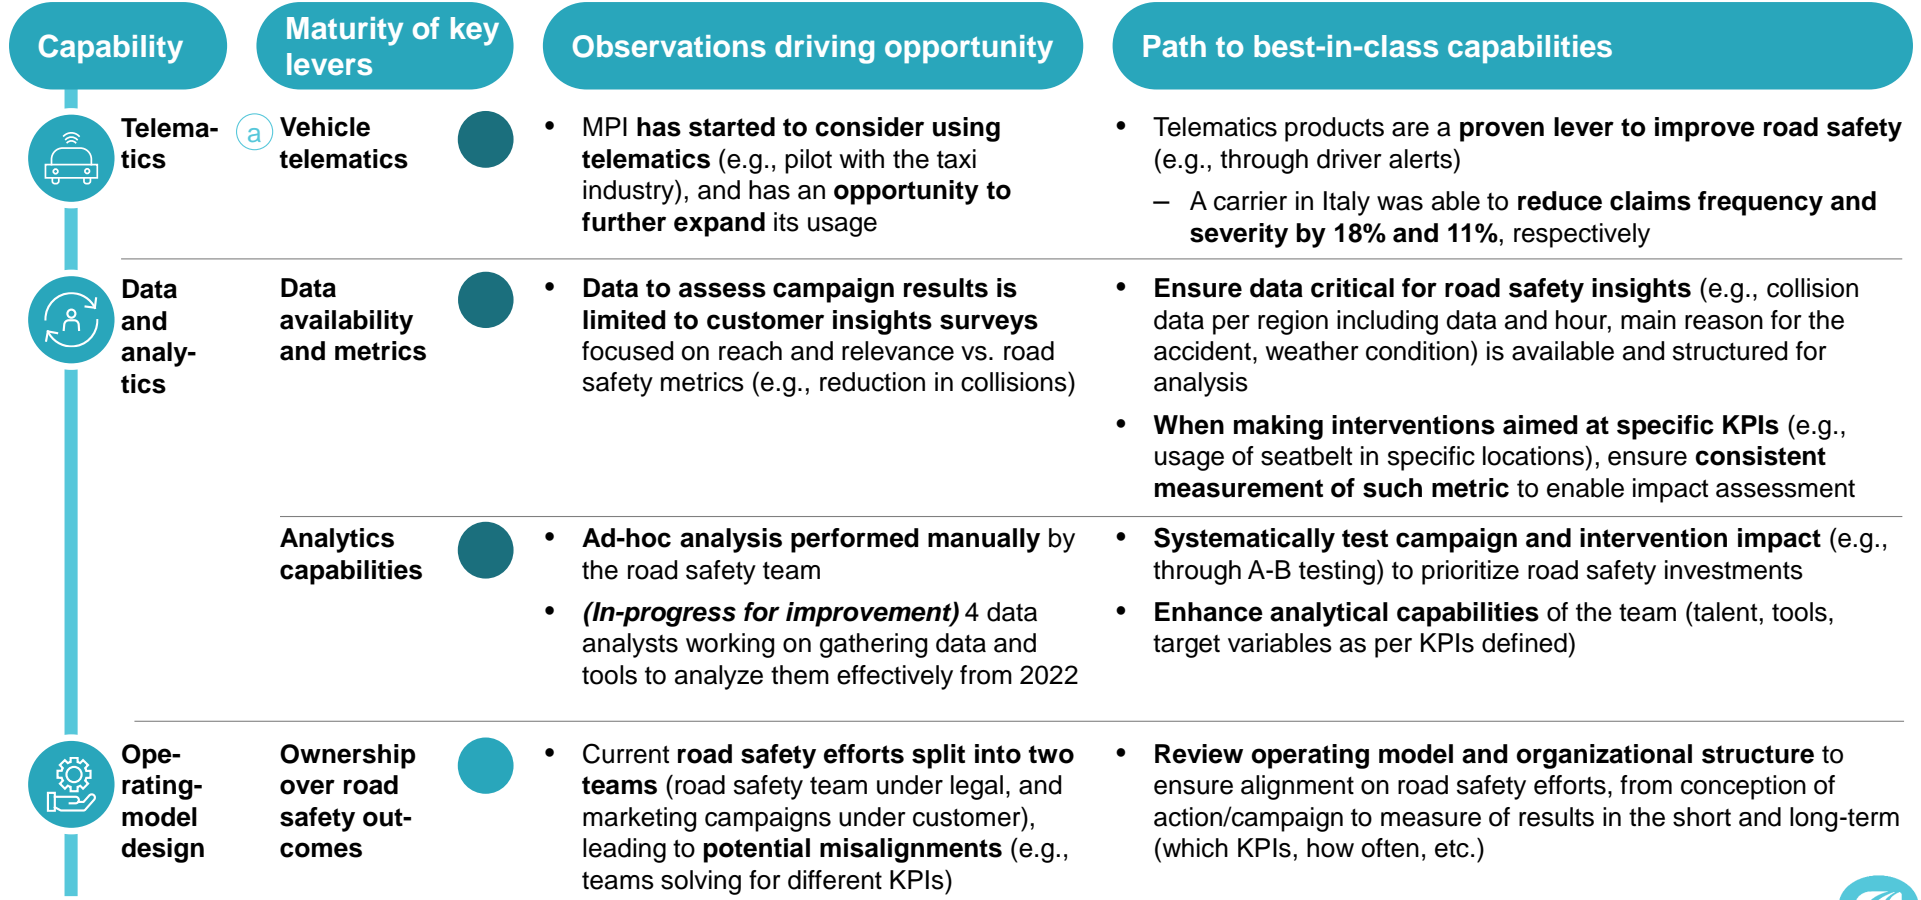 Capability
Maturity of key
levers
Observations driving opportunity
Path to best-in-class capabilities
Telema-
tics
a
Vehicle
telematics
• MPI has started to consider using
telematics (e.g., pilot with the taxi
industry), and has an opportunity to
further expand its usage
• Telematics products are a proven lever to improve road safety
(e.g., through driver alerts)
– A carrier in Italy was able to reduce claims frequency and
severity by 18% and 11%, respectively
Data
and
analy-
tics
Data
availability
and metrics
• Data to assess campaign results is
limited to customer insights surveys
focused on reach and relevance vs. road
safety metrics (e.g., reduction in collisions)
• Ensure data critical for road safety insights (e.g., collision
data per region including data and hour, main reason for the
accident, weather condition) is available and structured for
analysis
• When making interventions aimed at specific KPIs (e.g.,
usage of seatbelt in specific locations), ensure consistent
measurement of such metric to enable impact assessment
Analytics
capabilities
• Ad-hoc analysis performed manually by
the road safety team
• (In-progress for improvement) 4 data
analysts working on gathering data and
tools to analyze them effectively from 2022
• Systematically test campaign and intervention impact (e.g.,
through A-B testing) to prioritize road safety investments
• Enhance analytical capabilities of the team (talent, tools,
target variables as per KPIs defined)
Ope-
rating-
model
design
Ownership
over road
safety out-
comes
• Current road safety efforts split into two
teams (road safety team under legal, and
marketing campaigns under customer),
leading to potential misalignments (e.g.,
teams solving for different KPIs)
• Review operating model and organizational structure to
ensure alignment on road safety efforts, from conception of
action/campaign to measure of results in the short and long-term
(which KPIs, how often, etc.)